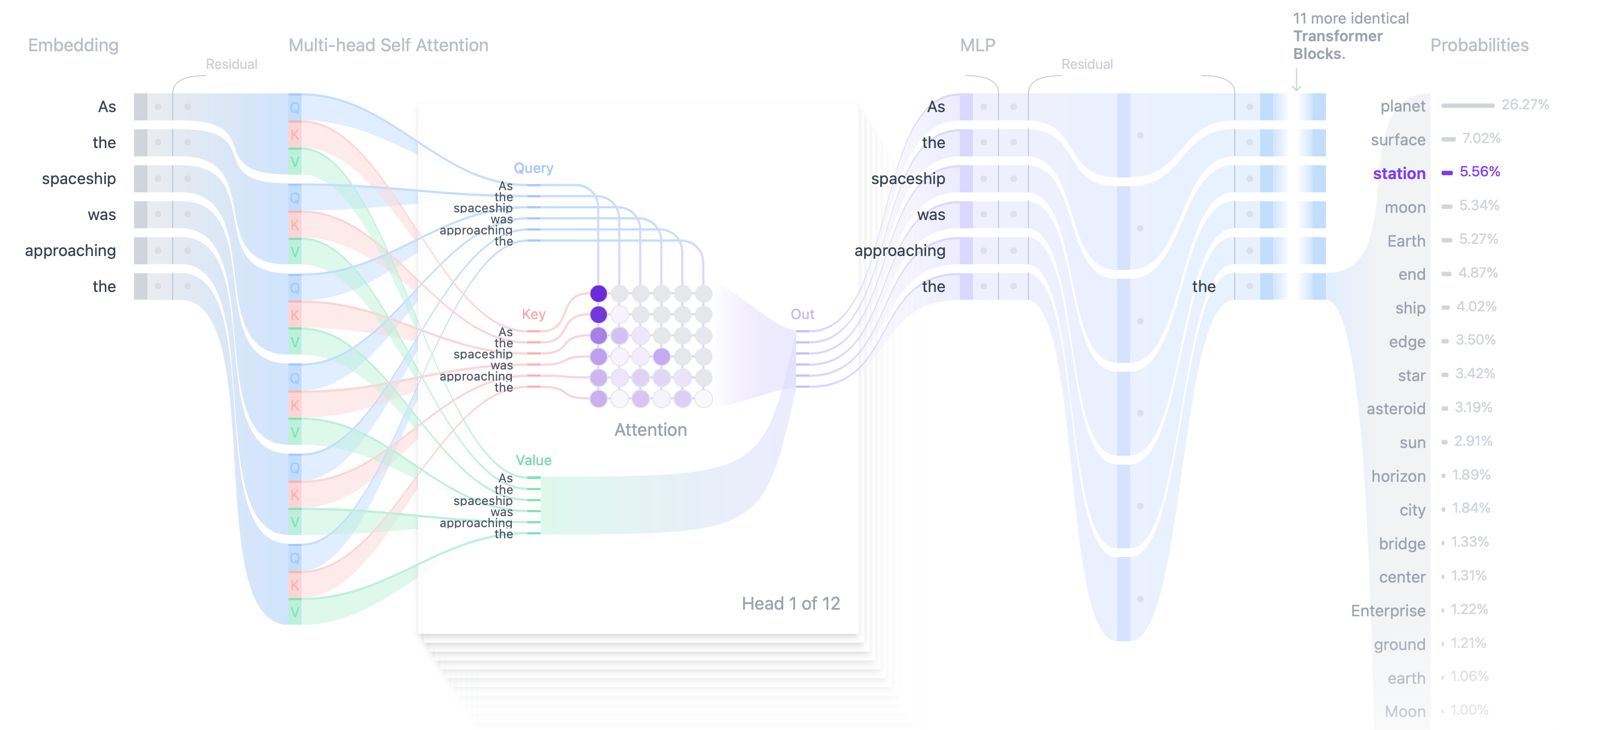 Embedding
Multi-head Self Attention
MLP
11 more identical
Transformer
Blocks.
Probabilities
Residual
Residual
As
the
spaceship
was
approaching
the
Q
K
V
Q
K
V
Q
K
V
Q
K
V
Q
K
V
Q
K
V
Query
As
the
spaceship
was
approaching
the
Key
As
the
spaceship
was
approaching
the
Attention
Value
As
the
spaceship
was
approaching
the
Out
Head 1 of 12
As
the
spaceship
was
approaching
the
the
planet 26.27%
surface 7.02%
station 5.56%
moon 5.34%
Earth 5.27%
end 4.87%
ship 4.02%
edge 3.50%
star 3.42%
asteroid 3.19%
sun 2.91%
horizon 1.89%
city 1.84%
bridge 1.33%
center 1.31%
Enterprise 1.22%
ground 1.21%
earth 1.06%
Moon 1.00%